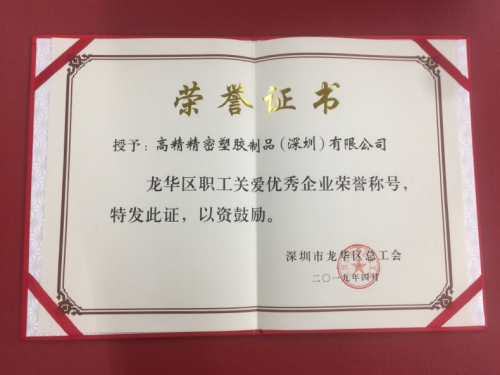 荣誉证书
授予：高精精密塑胶制品（深圳）有限公司
龙华区职工关爱优秀企业荣誉称号，
特发此证，以资鼓励。
深圳市龙华区总工会
二〇一九年四月